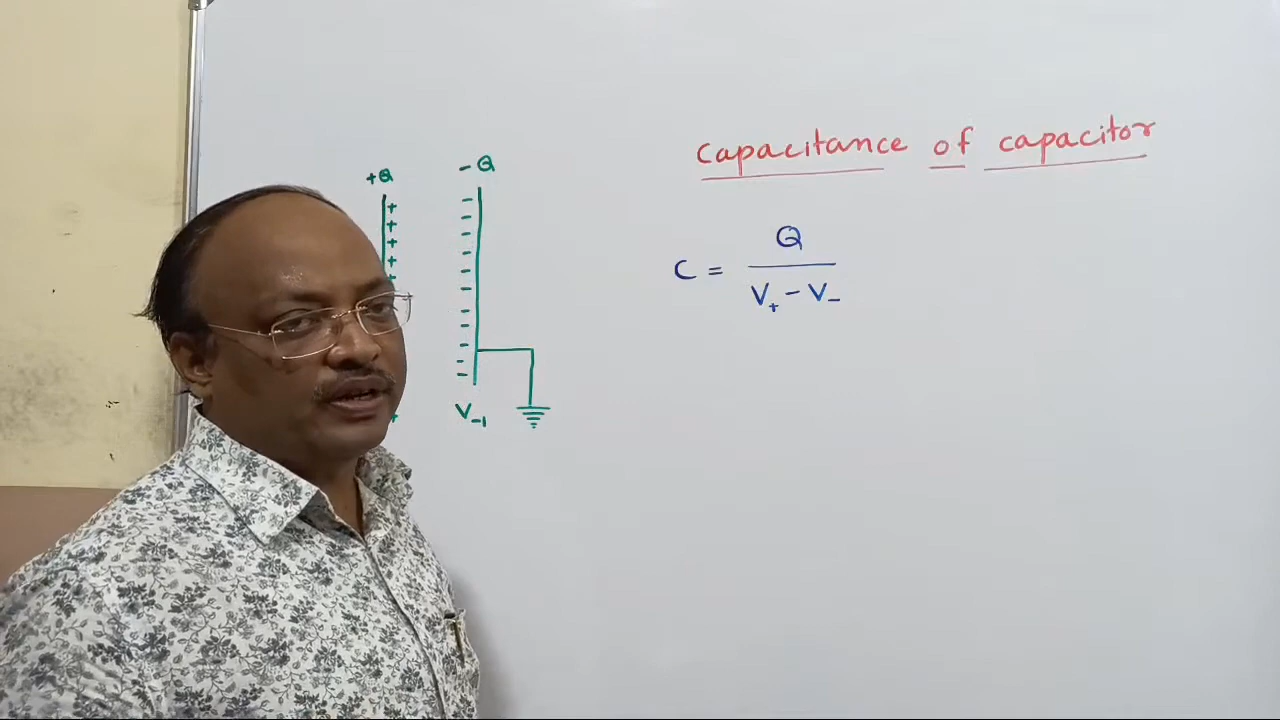 Capacitance of capacitor
+Q
-Q
C = Q / V₊ - V₋
V₋₁